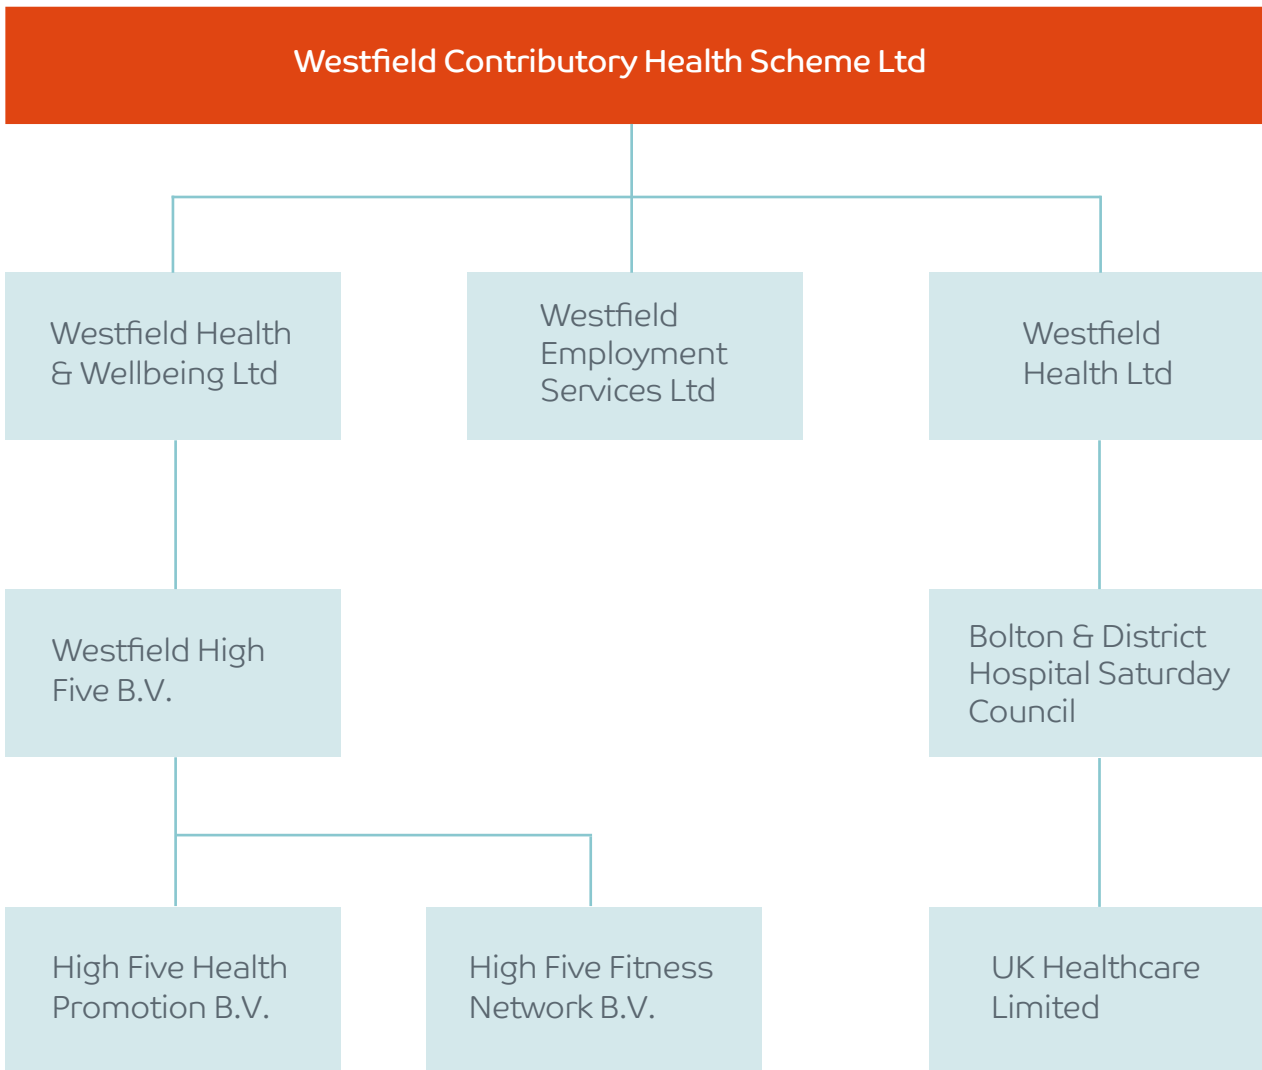 Westfield Contributory Health Scheme Ltd
Westfield Health
& Wellbeing Ltd
Westfield
Employment
Services Ltd
Westfield
Health Ltd
Westfield High
Five B.V.
Bolton & District
Hospital Saturday
Council
High Five Health
Promotion B.V.
High Five Fitness
Network B.V.
UK Healthcare
Limited